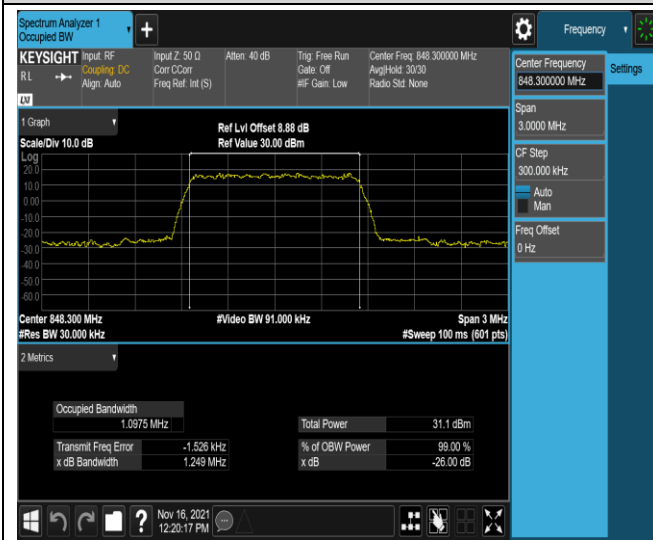 Spectrum Analyzer 1
Occupied BW
Frequency
KEYSIGHT
RL
LXI
Input: RF
Coupling: DC
Align: Auto
Input Z: 50 Ω
Corr CCorr
Freq Ref: Int (S)
Atten: 40 dB
Trig: Free Run
Gate: Off
#IF Gain: Low
Center Freq: 848.300000 MHz
Avg|Hold: 30/30
Radio Std: None
Center Frequency
848.300000 MHz
Settings
Span
3.0000 MHz
CF Step
300.000 kHz
Auto
Man
Freq Offset
0 Hz
1 Graph
Scale/Div 10.0 dB
Ref Lvl Offset 8.88 dB
Ref Value 30.00 dBm
Log
20.0
10.0
0.00
-10.0
-20.0
-30.0
-40.0
-50.0
-60.0
Center 848.300 MHz
#Video BW 91.000 kHz
Span 3 MHz
#Res BW 30.000 kHz
#Sweep 100 ms (601 pts)
2 Metrics
Occupied Bandwidth
1.0975 MHz
Total Power
31.1 dBm
Transmit Freq Error
-1.526 kHz
% of OBW Power
99.00 %
x dB Bandwidth
1.249 MHz
x dB
-26.00 dB
?
Nov 16, 2021
12:20:17 PM